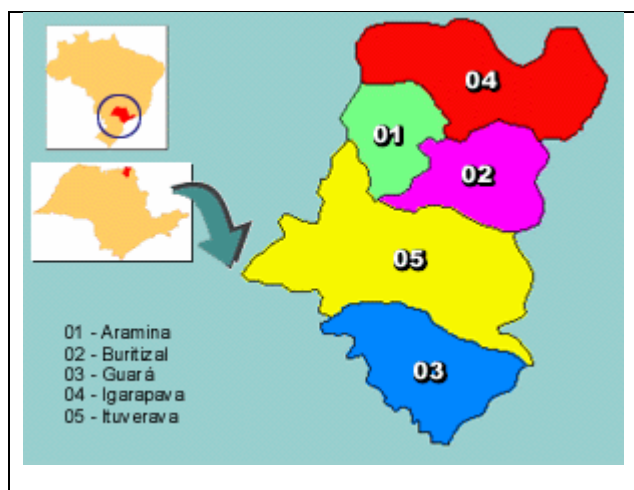 04
01
02
05
03
01 - Aramina
02 - Buritizal
03 - Guará
04 - Igarapava
05 - Ituverava